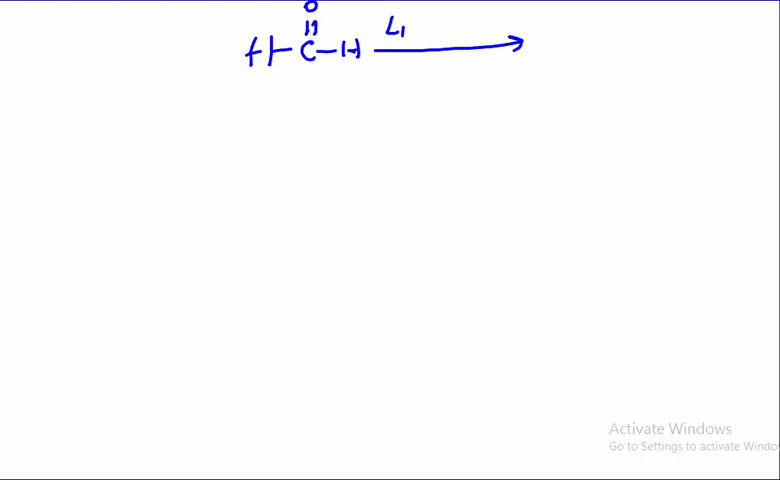 O
||
H-C-H L₁ →
Activate Windows
Go to Settings to activate Windo